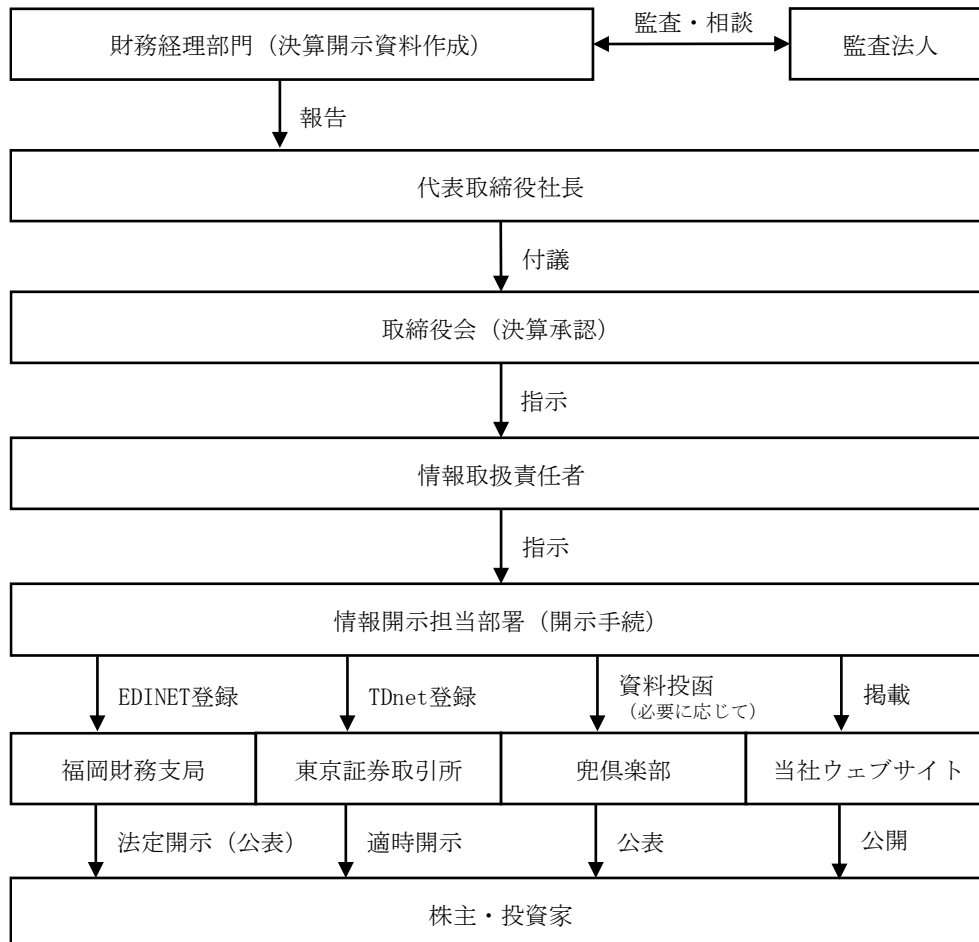 財務経理部門（決算開示資料作成）
監査・相談
監査法人
報告
代表取締役社長
付議
取締役会（決算承認）
指示
情報取扱責任者
指示
情報開示担当部署（開示手続）
EDINET登録
TDnet登録
資料投函
（必要に応じて）
掲載
福岡財務支局
東京証券取引所
兜倶楽部
当社ウェブサイト
法定開示（公表）
適時開示
公表
公開
株主・投資家